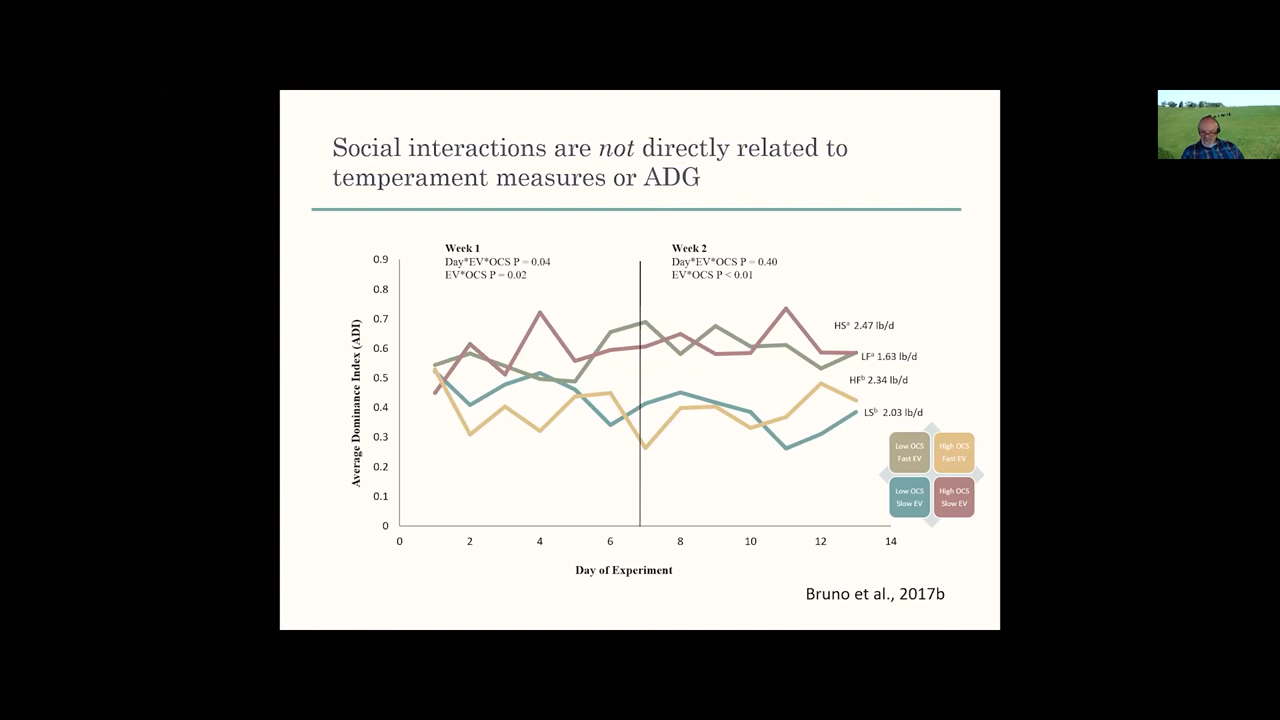 Social interactions are not directly related to
temperament measures or ADG
Week 1
Day*EV*OCS P = 0.04
EV*OCS P = 0.02
Week 2
Day*EV*OCS P = 0.40
EV*OCS P < 0.01
Average Dominance Index (ADI)
0.9
0.8
0.7
0.6
0.5
0.4
0.3
0.2
0.1
0
0 2 4 6 8 10 12 14
Day of Experiment
HSᵃ 2.47 lb/d
LFᵃ 1.63 lb/d
HFᵇ 2.34 lb/d
LSᵇ 2.03 lb/d
Low OCS
Fast EV
High OCS
Fast EV
Low OCS
Slow EV
High OCS
Slow EV
Bruno et al., 2017b